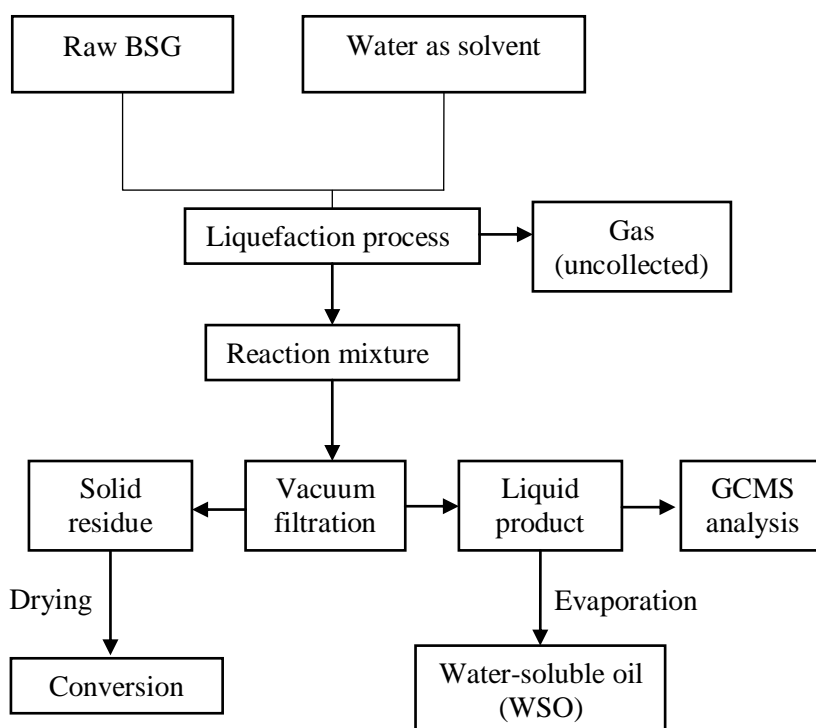 Raw BSG
Water as solvent
Liquefaction process
Gas
(uncollected)
Reaction mixture
Solid
residue
Vacuum
filtration
Liquid
product
GCMS
analysis
Drying
Evaporation
Conversion
Water-soluble oil
(WSO)